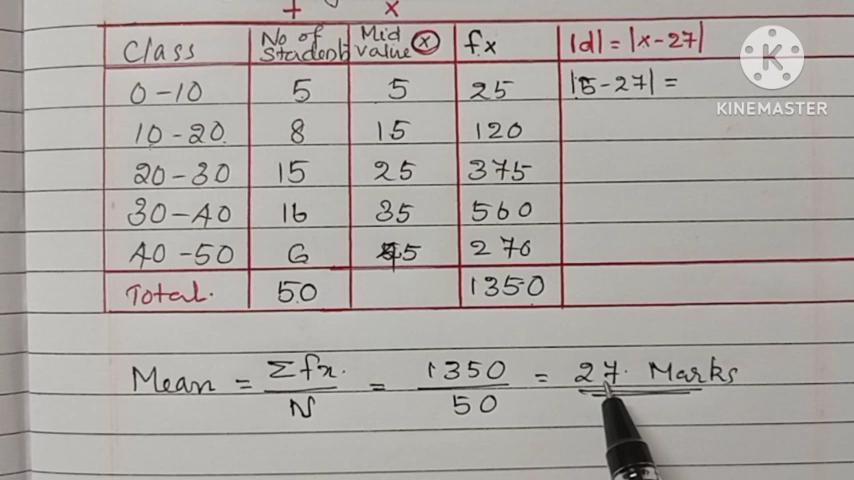 f x
Class No of Students Mid value (x) f.x |d| = |x-27|
0-10 5 5 25 |5-27| =
10-20. 8 15 120
20-30 15 25 375
30-40 16 35 560
40-50 6 45 270
Total. 50 1350
Mean = Σfx. / N = 1350 / 50 = 27. Marks
K
KINEMASTER